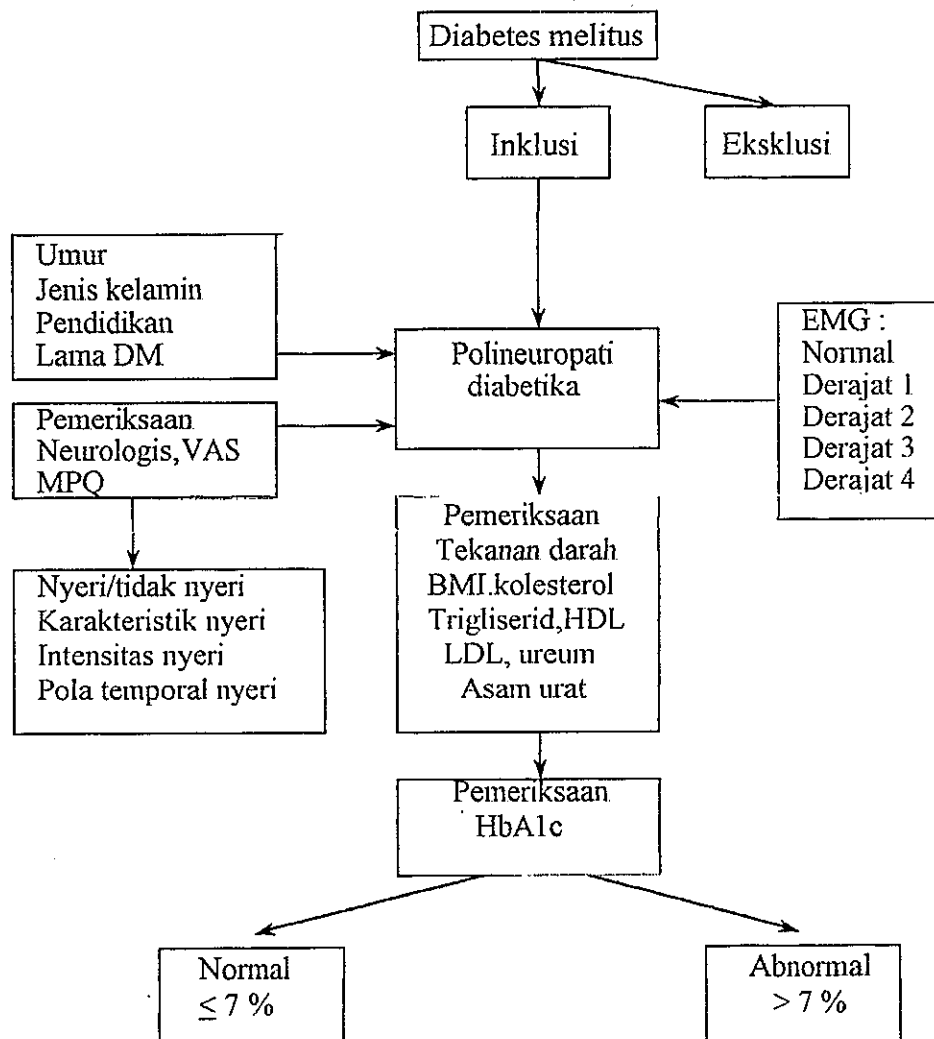 Diabetes melitus
Inklusi
Eksklusi
Umur
Jenis kelamin
Pendidikan
Lama DM
Polineuropati
diabetika
EMG :
Normal
Derajat 1
Derajat 2
Derajat 3
Derajat 4
Pemeriksaan
Neurologis,VAS
MPQ
Nyeri/tidak nyeri
Karakteristik nyeri
Intensitas nyeri
Pola temporal nyeri
Pemeriksaan
Tekanan darah
BMI.kolesterol
Trigliserid,HDL
LDL, ureum
Asam urat
Pemeriksaan
HbA1c
Normal
≤ 7 %
Abnormal
> 7 %